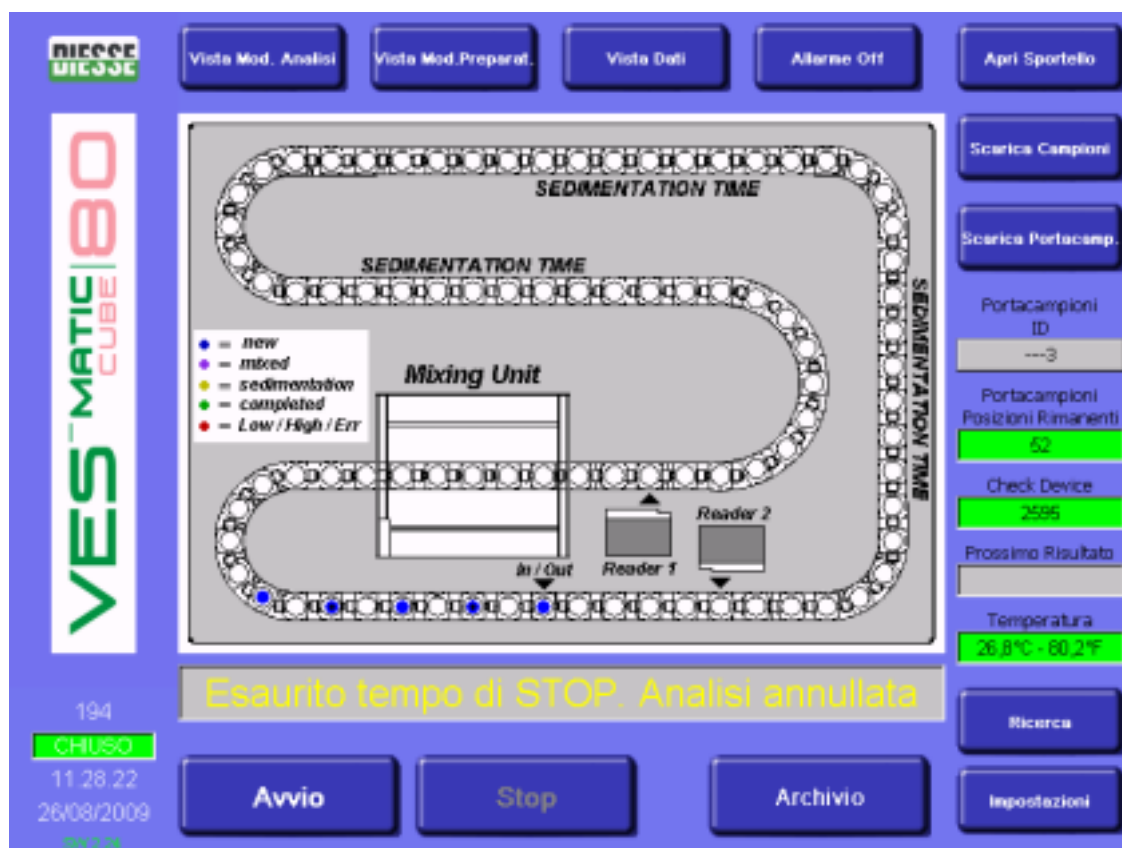 DIESSE
Vista Mod. Analisi
Vista Mod.Preparat.
Vista Dati
Allarme Off
Apri Sportello
VES-MATIC CUBE 80
Scarica Campioni
Scarica Portacamp.
SEDIMENTATION TIME
SEDIMENTATION TIME
SEDIMENTATION TIME
= new
= mixed
= sedimentation
= completed
= Low / High / Err
Mixing Unit
In / Out
Reader 1
Reader 2
Portacampioni
ID
---3
Portacampioni
Posizioni Rimanenti
52
Check Device
2595
Prossimo Risultato
Temperatura
26,8°C - 80,2°F
Esaurito tempo di STOP. Analisi annullata
194
CHIUSO
11.28.22
26/08/2009
Avvio
Stop
Archivio
Ricerca
Impostazioni